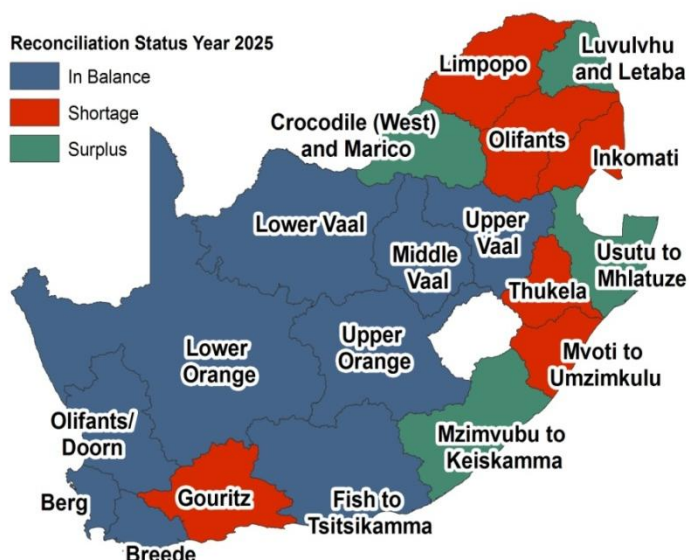 Reconciliation Status Year 2025
In Balance
Shortage
Surplus
Limpopo
Luvulvhu
and Letaba
Crocodile (West)
and Marico
Olifants
Inkomati
Lower Vaal
Upper
Vaal
Middle
Vaal
Usutu to
Mhlatuze
Thukela
Lower
Orange
Upper
Orange
Mvoti to
Umzimkulu
Olifants/
Doorn
Mzimvubu to
Keiskamma
Berg
Gouritz
Fish to
Tsitsikamma
Breede